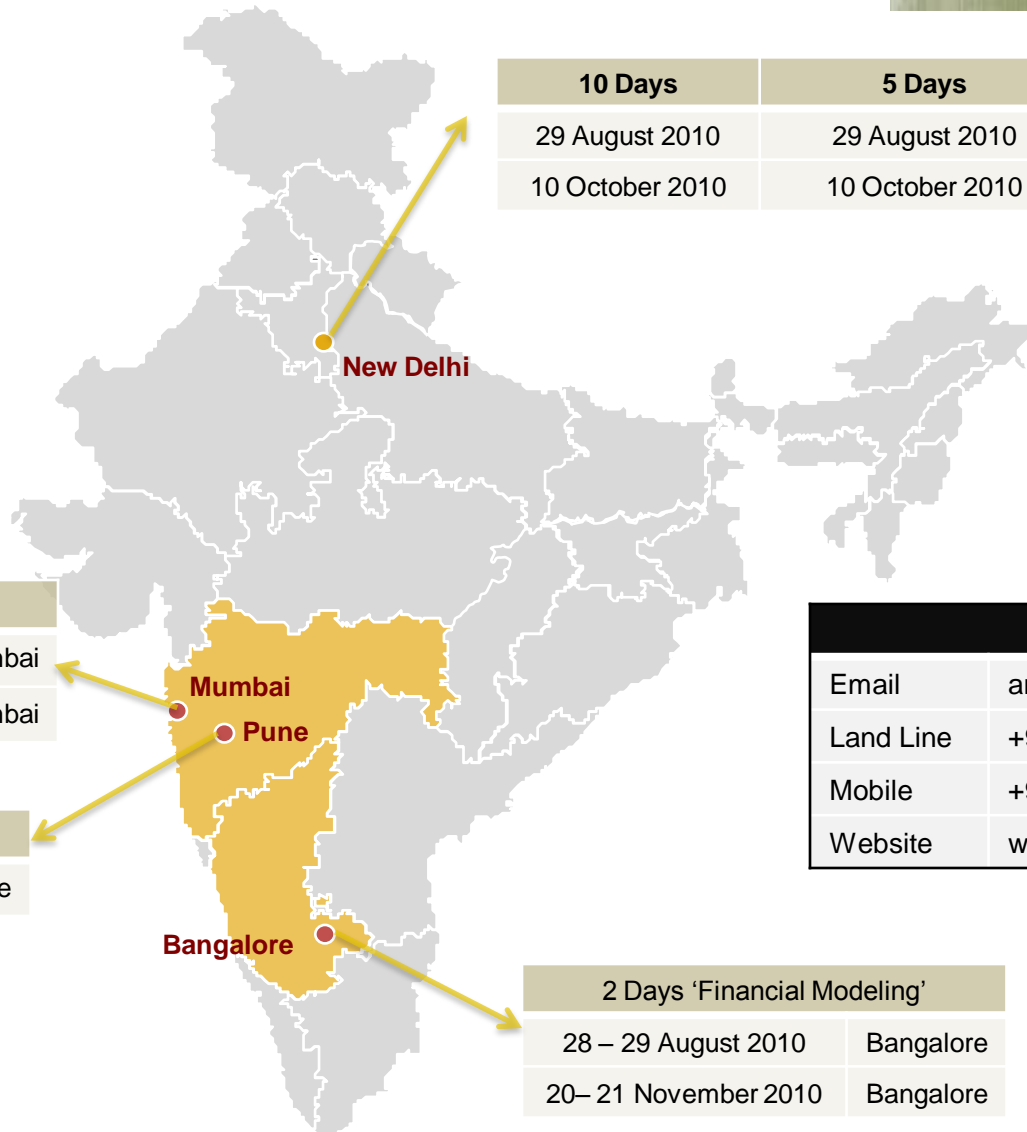 10 Days 5 Days
29 August 2010 29 August 2010
10 October 2010 10 October 2010
New Delhi
Mumbai
Pune
Email
Land Line
Mobile
Website
Bangalore
2 Days ‘Financial Modeling’
28 – 29 August 2010 Bangalore
20– 21 November 2010 Bangalore